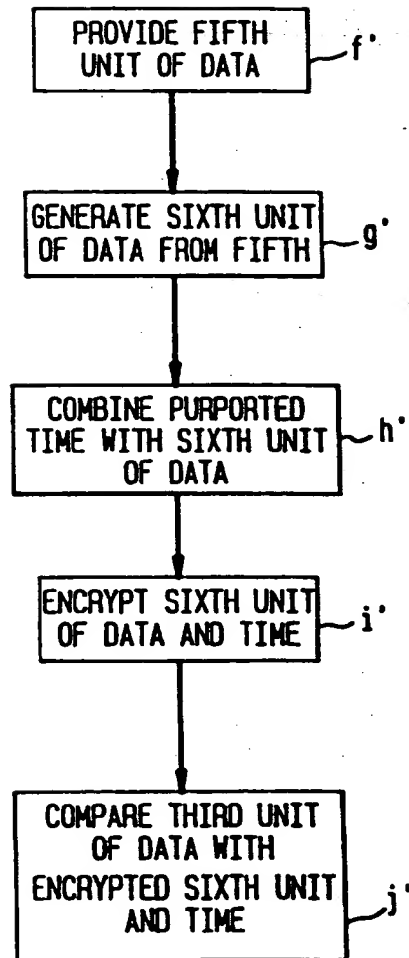 PROVIDE FIFTH
UNIT OF DATA
f'
GENERATE SIXTH UNIT
OF DATA FROM FIFTH
g'
COMBINE PURPORTED
TIME WITH SIXTH UNIT
OF DATA
h'
ENCRYPT SIXTH UNIT
OF DATA AND TIME
i'
COMPARE THIRD UNIT
OF DATA WITH
ENCRYPTED SIXTH UNIT
AND TIME
j'